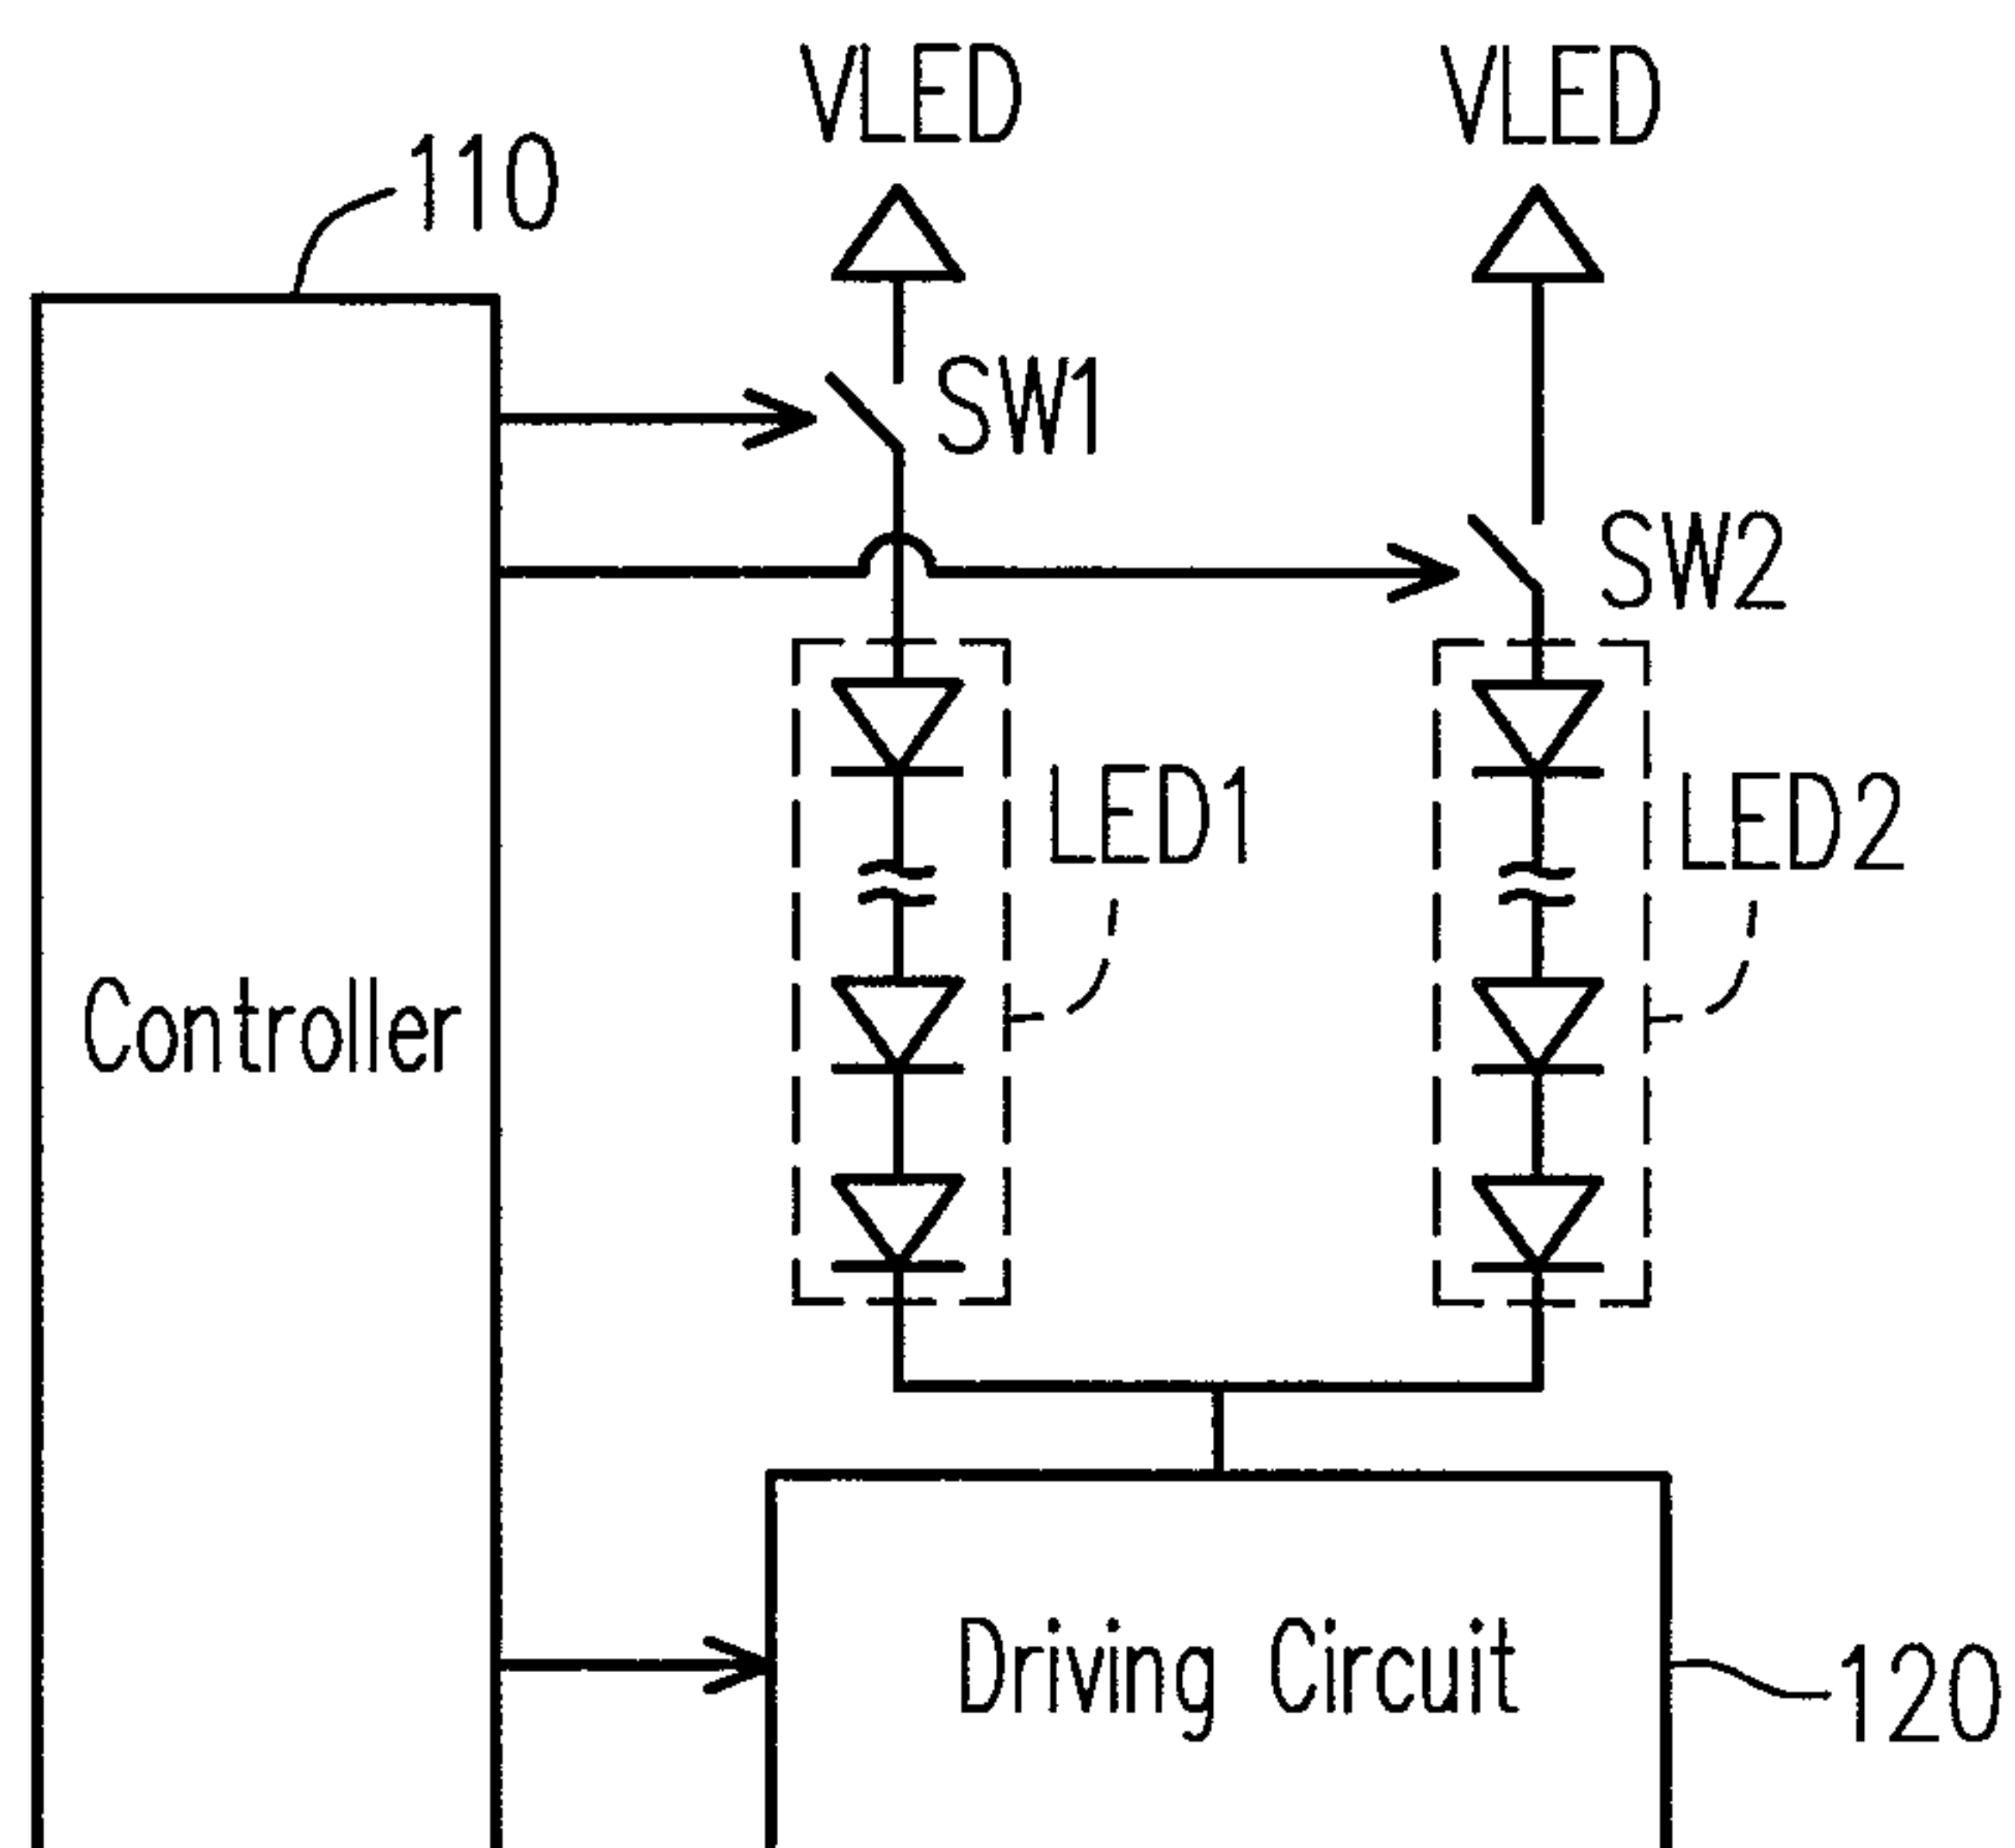 VLED
VLED
110
SW1
SW2
LED1
LED2
Controller
Driving Circuit
120